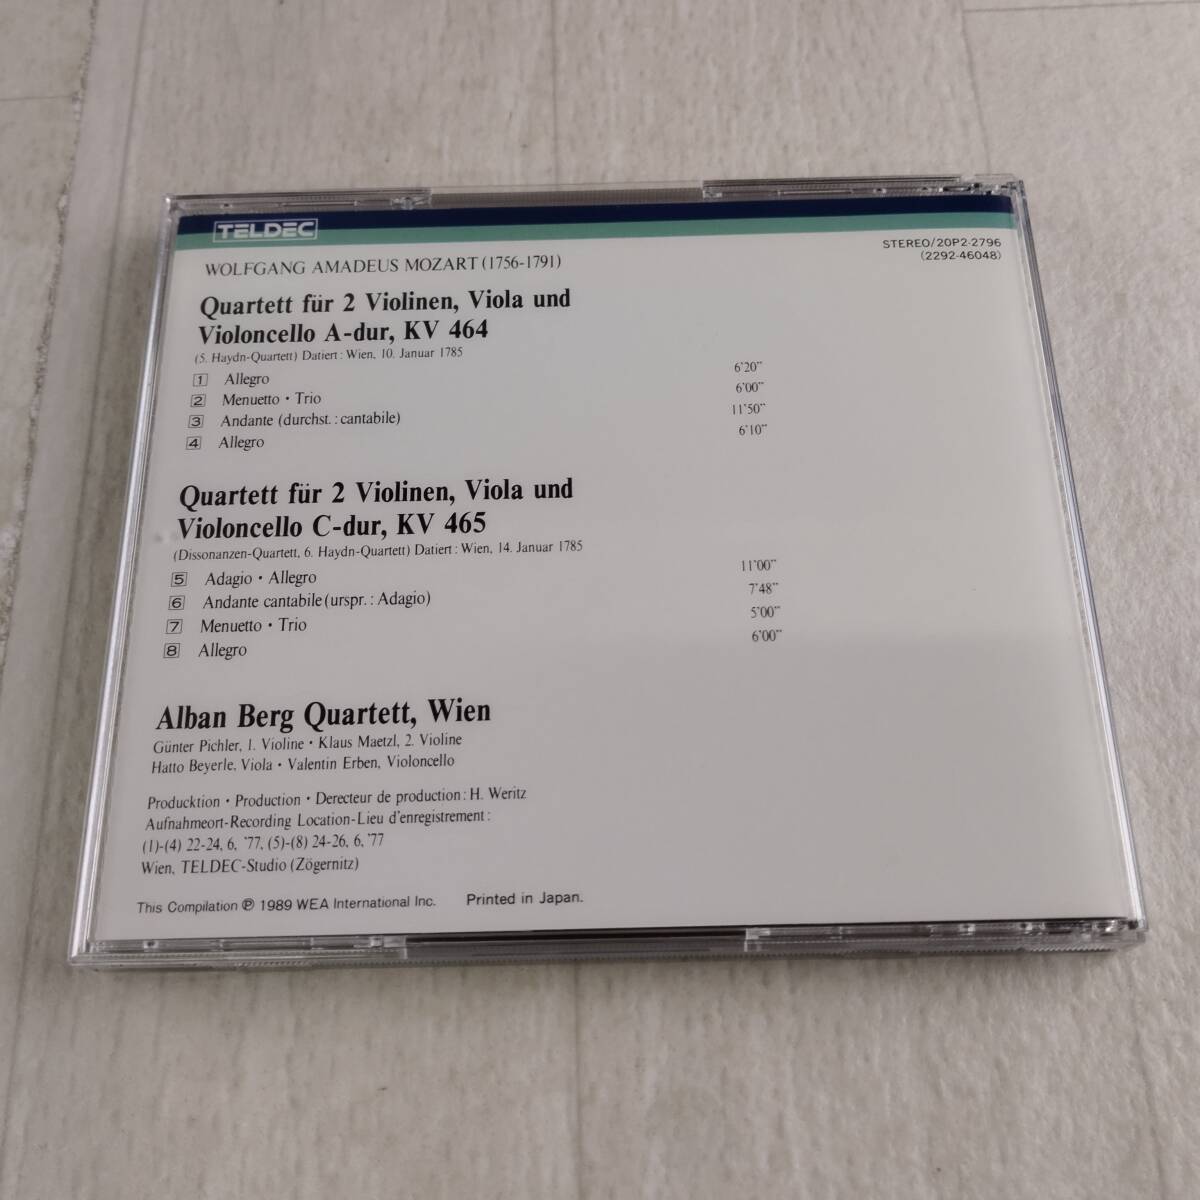 TELDEC
STEREO/20P2-2796
(2292-46048)
WOLFGANG AMADEUS MOZART (1756-1791)
Quartett für 2 Violinen, Viola und
Violoncello A-dur, KV 464
(5. Haydn-Quartett) Datiert: Wien, 10. Januar 1785
1 Allegro 6'20"
2 Menuetto・Trio 6'00"
3 Andante (durchst.: cantabile) 11'50"
4 Allegro 6'10"
Quartett für 2 Violinen, Viola und
Violoncello C-dur, KV 465
(Dissonanzen-Quartett, 6. Haydn-Quartett) Datiert: Wien, 14. Januar 1785
5 Adagio・Allegro 11'00"
6 Andante cantabile (urspr.: Adagio) 7'48"
7 Menuetto・Trio 5'00"
8 Allegro 6'00"
Alban Berg Quartett, Wien
Günter Pichler, 1. Violine・Klaus Maetzl, 2. Violine
Hatto Beyerle, Viola・Valentin Erben, Violoncello
Producktion・Production・Derecteur de production: H. Weritz
Aufnahmeort-Recording Location-Lieu d'enregistrement:
(1)-(4) 22-24, 6, '77, (5)-(8) 24-26, 6, '77
Wien, TELDEC-Studio (Zögernitz)
This Compilation ℗ 1989 WEA International Inc. Printed in Japan.